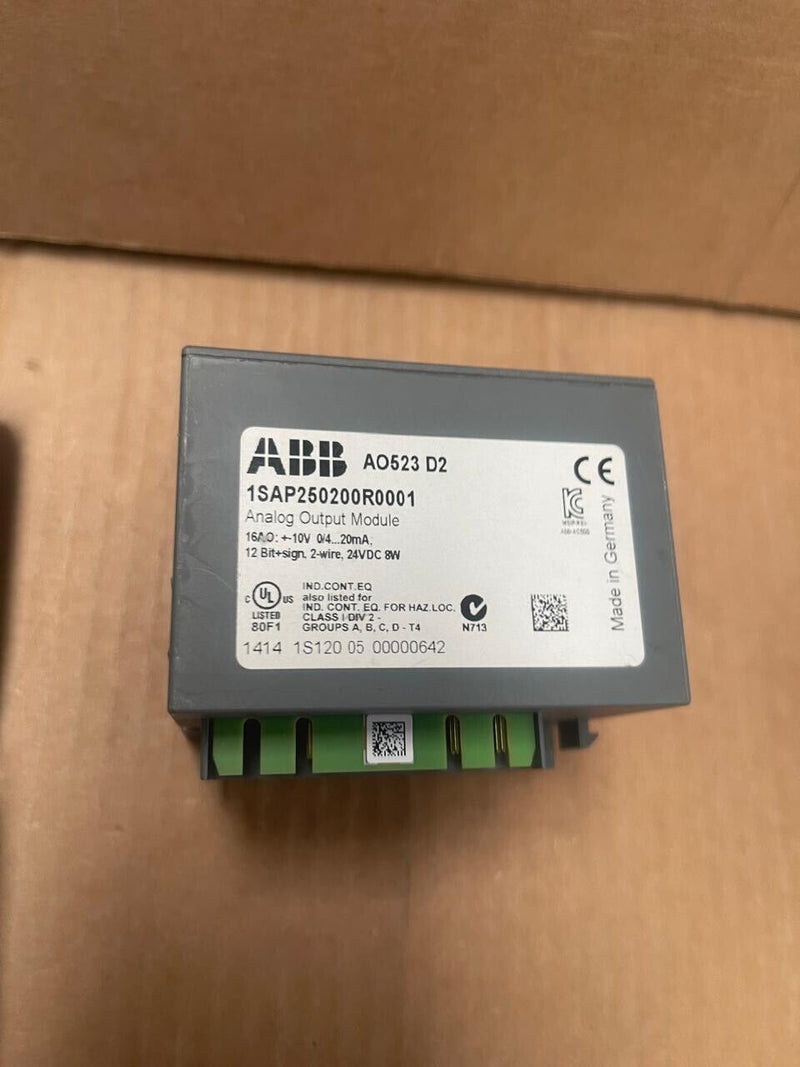 ABB AO523 D2
1SAP250200R0001
Analog Output Module
16AO: +-10V 0/4...20mA,
12 Bit+sign, 2-wire, 24VDC 8W
CE
Made in Germany
C UL US
LISTED
80F1
IND.CONT.EQ
also listed for
IND. CONT. EQ. FOR HAZ.LOC.
CLASS I DIV 2 -
GROUPS A, B, C, D - T4
N713
1414 1S120 05 00000642